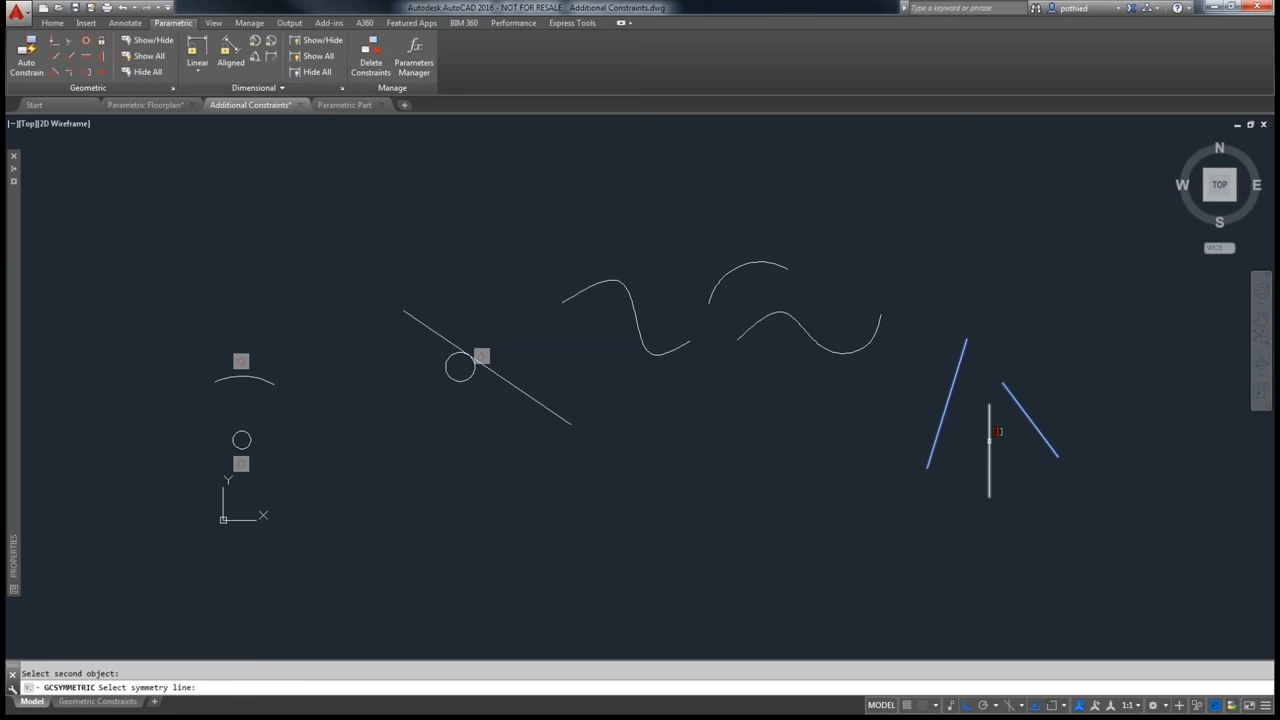 Autodesk AutoCAD 2016 - NOT FOR RESALE Additional Constraints.dwg
Type a keyword or phrase
pothied
Home Insert Annotate Parametric View Manage Output Add-ins A360 Featured Apps BIM 360 Performance Express Tools
Auto Constrain
Show/Hide
Show All
Hide All
Linear
Aligned
Show/Hide
Show All
Hide All
Delete Constraints
fx
Parameters Manager
Geometric
Dimensional
Manage
Start
Parametric Floorplan*
Additional Constraints*
Parametric Part
[−][Top][2D Wireframe]
N
W
TOP
E
S
WCS
Y
X
PROPERTIES
Select second object:
GCSYMMETRIC Select symmetry line:
Model
Geometric Constraints
MODEL
1:1